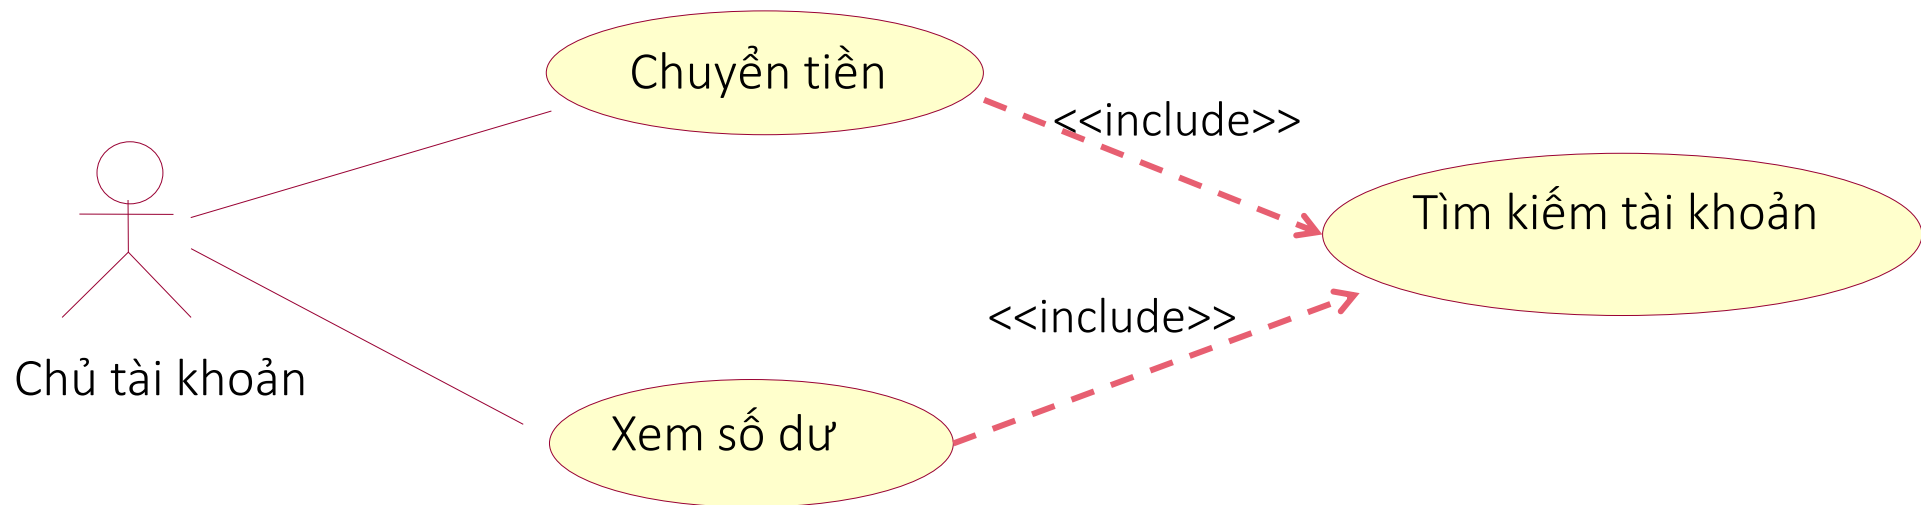 Chuyển tiền
<<include>>
Tìm kiếm tài khoản
<<include>>
Chủ tài khoản
Xem số dư